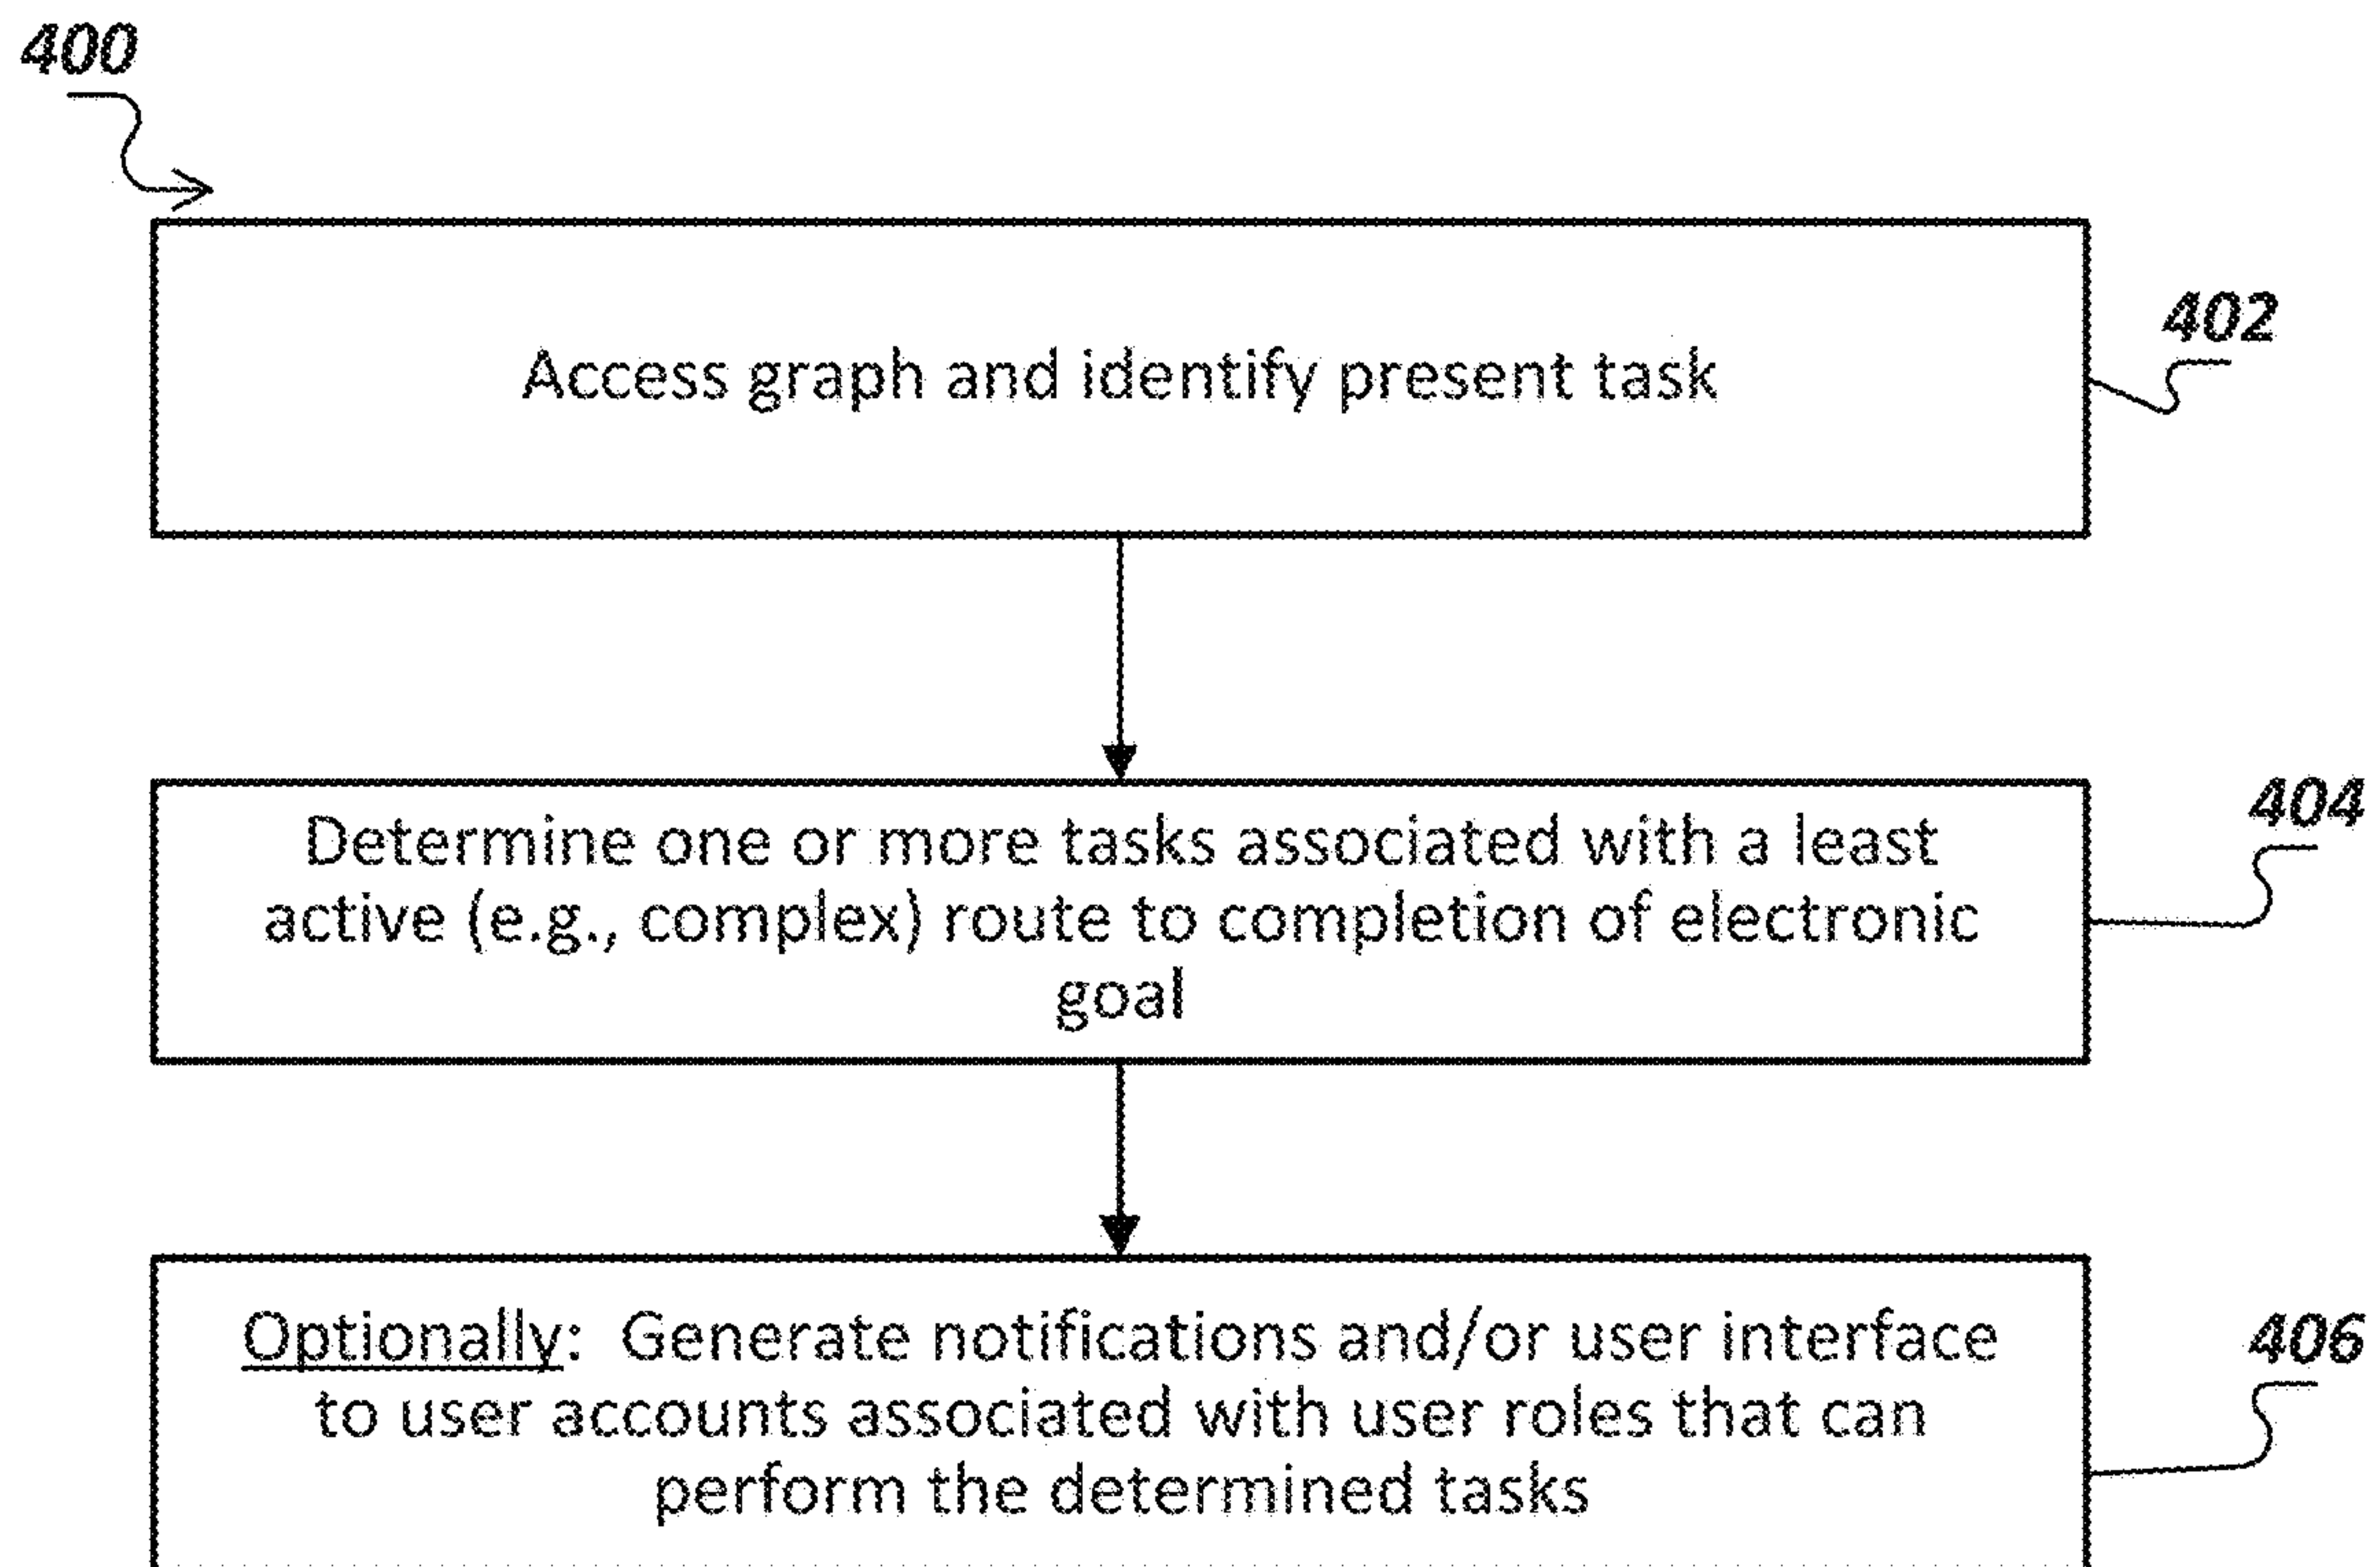 400
Access graph and identify present task
402
Determine one or more tasks associated with a least
active (e.g., complex) route to completion of electronic
goal
404
Optionally: Generate notifications and/or user interface
to user accounts associated with user roles that can
perform the determined tasks
406